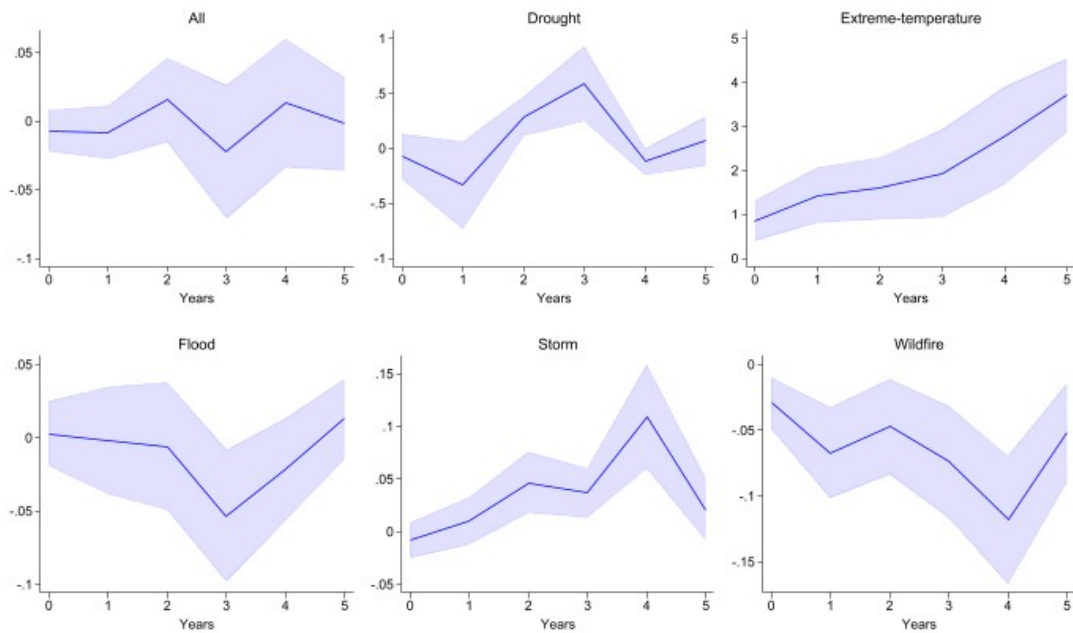 All
.05
0
-.05
-.1
0 1 2 3 4 5
Years
Drought
1
.5
0
-.5
-1
0 1 2 3 4 5
Years
Extreme-temperature
5
4
3
2
1
0
0 1 2 3 4 5
Years
Flood
.05
0
-.05
-.1
0 1 2 3 4 5
Years
Storm
.15
.1
.05
0
-.05
0 1 2 3 4 5
Years
Wildfire
0
-.05
-.1
-.15
0 1 2 3 4 5
Years